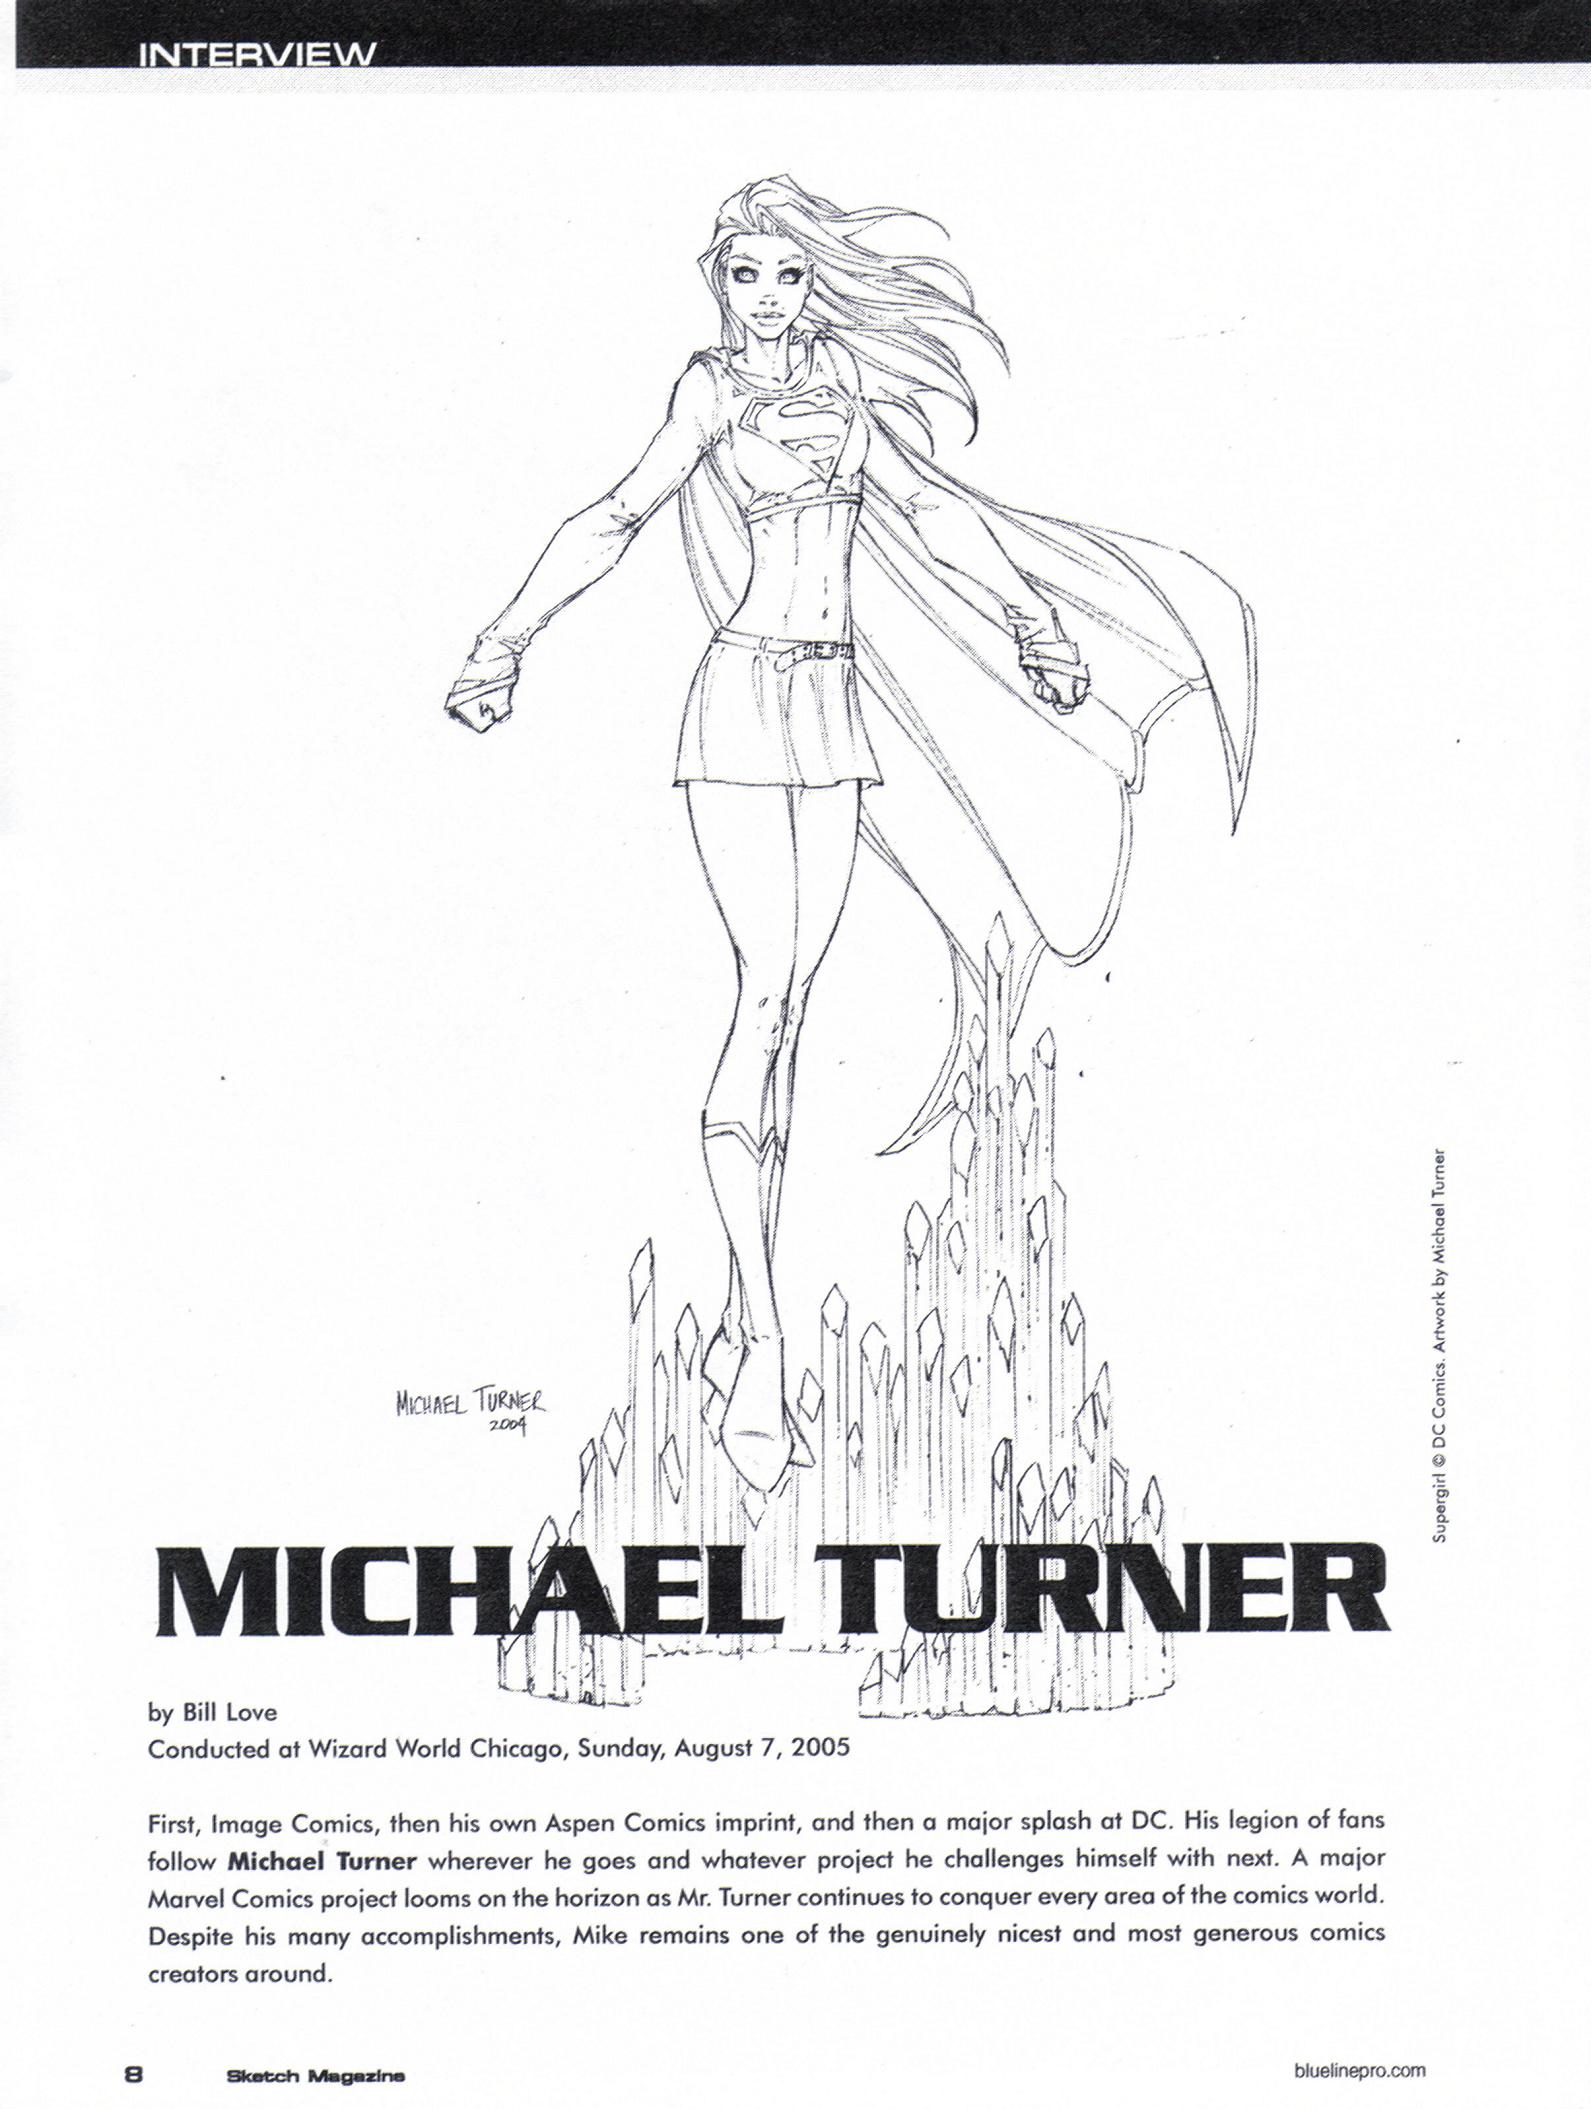 INTERVIEW
Supergirl © DC Comics. Artwork by Michael Turner
MICHAEL TURNER
2004
MICHAEL TURNER
by Bill Love
Conducted at Wizard World Chicago, Sunday, August 7, 2005
First, Image Comics, then his own Aspen Comics imprint, and then a major splash at DC. His legion of fans
follow Michael Turner wherever he goes and whatever project he challenges himself with next. A major
Marvel Comics project looms on the horizon as Mr. Turner continues to conquer every area of the comics world.
Despite his many accomplishments, Mike remains one of the genuinely nicest and most generous comics
creators around.
8 Sketch Magazine
bluelinepro.com